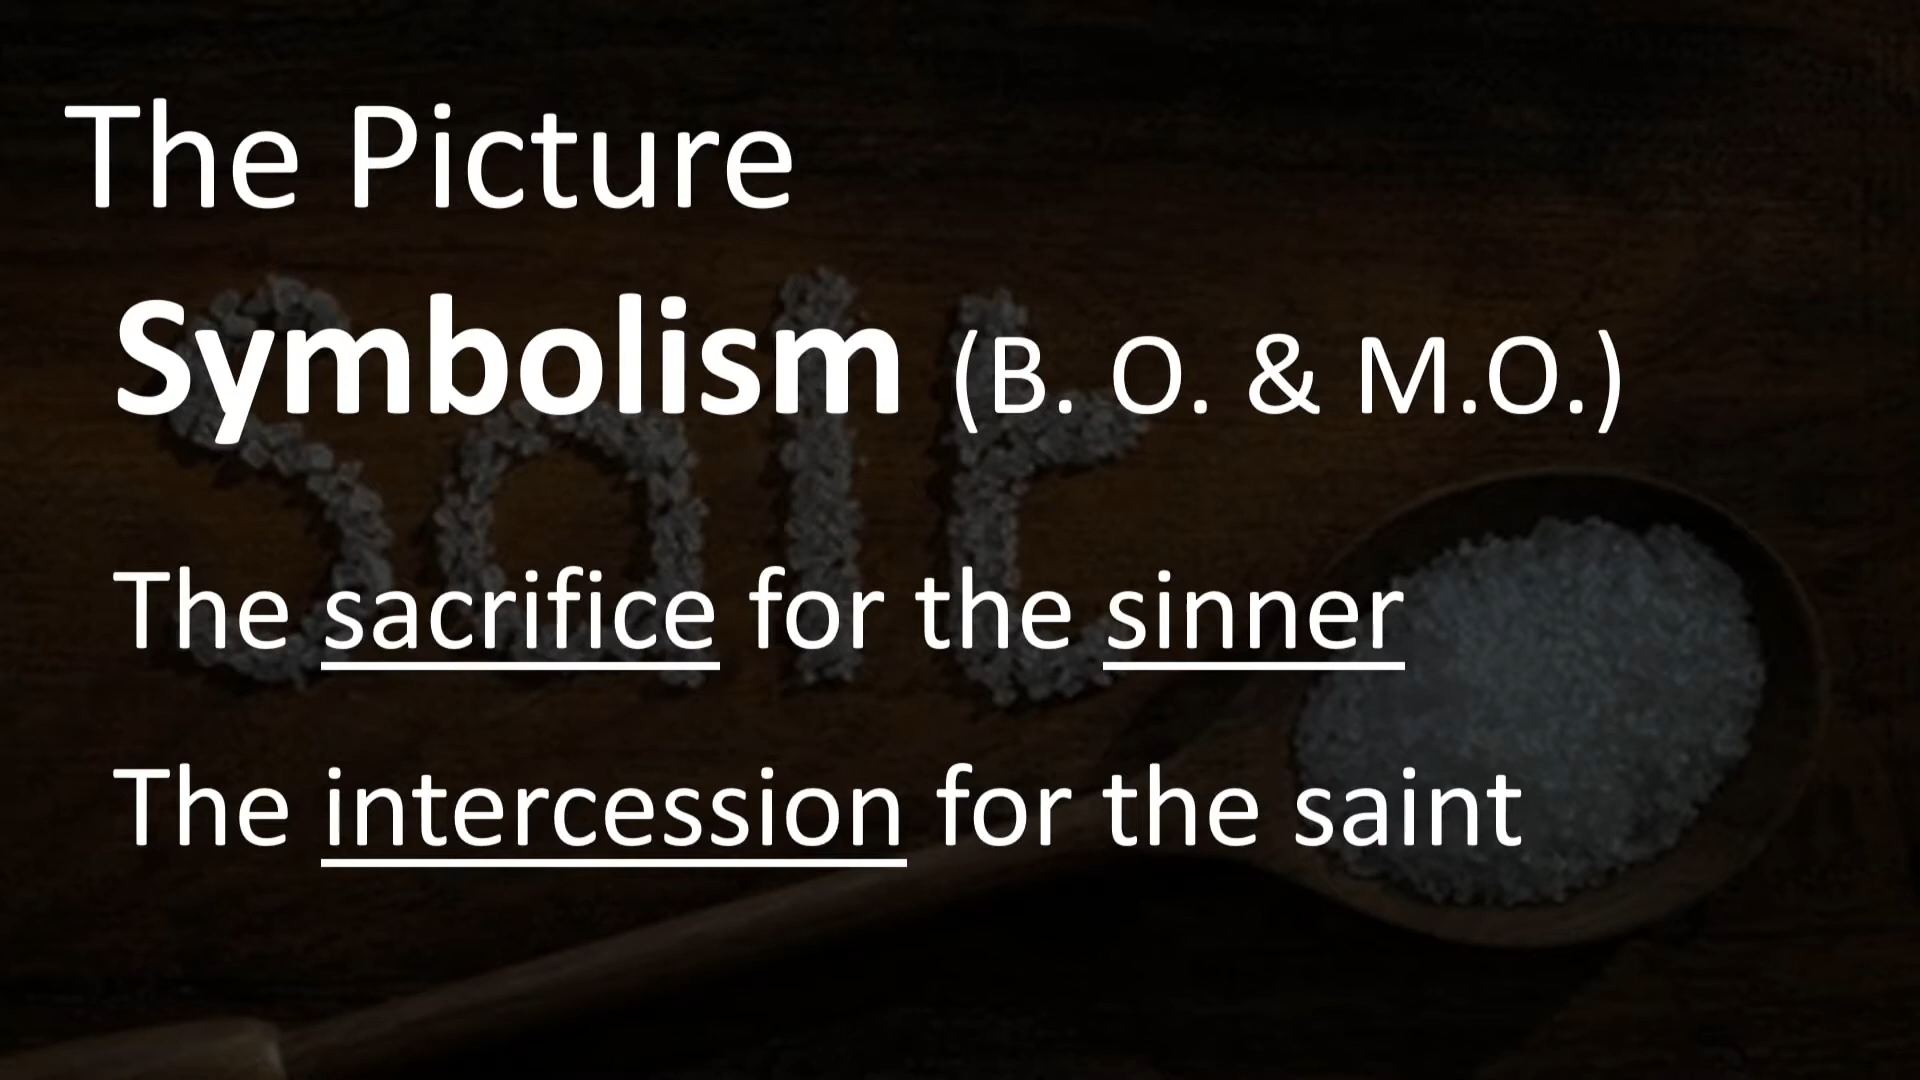 The Picture
Symbolism (B. O. & M.O.)
salt
The sacrifice for the sinner
The intercession for the saint